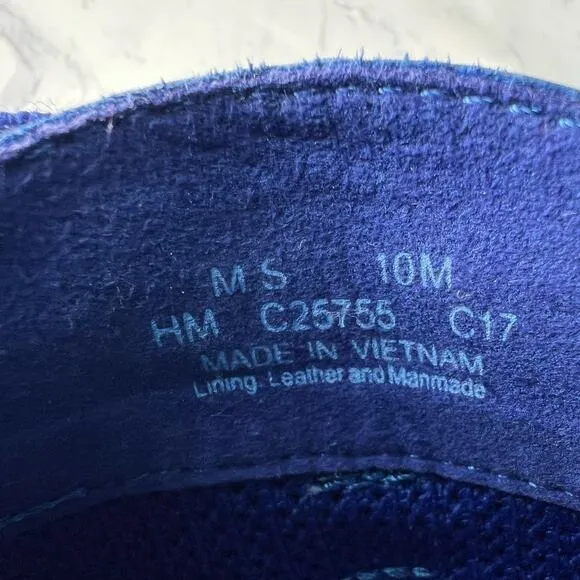 M S 10M
HM C25755 C17
MADE IN VIETNAM
Lining Leather and Manmade